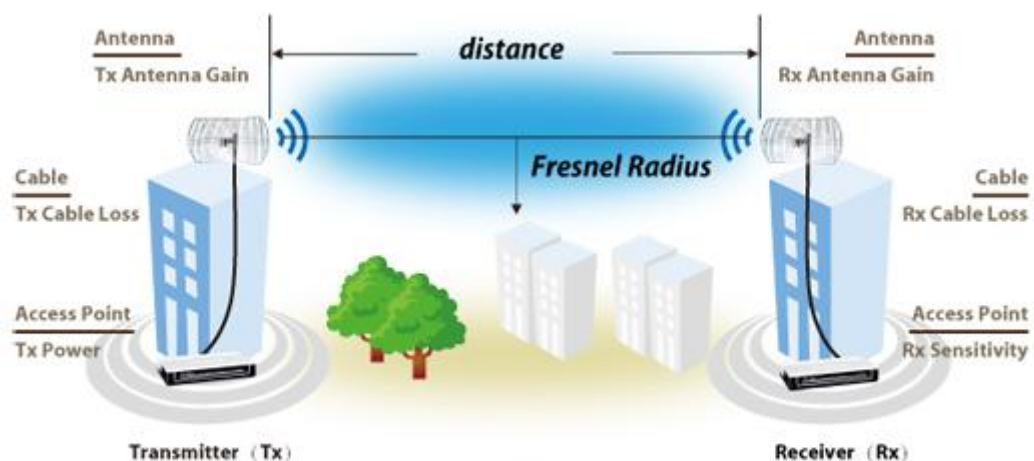 Antenna
Tx Antenna Gain
distance
Antenna
Rx Antenna Gain
Fresnel Radius
Cable
Tx Cable Loss
Cable
Rx Cable Loss
Access Point
Tx Power
Access Point
Rx Sensitivity
Transmitter (Tx)
Receiver (Rx)